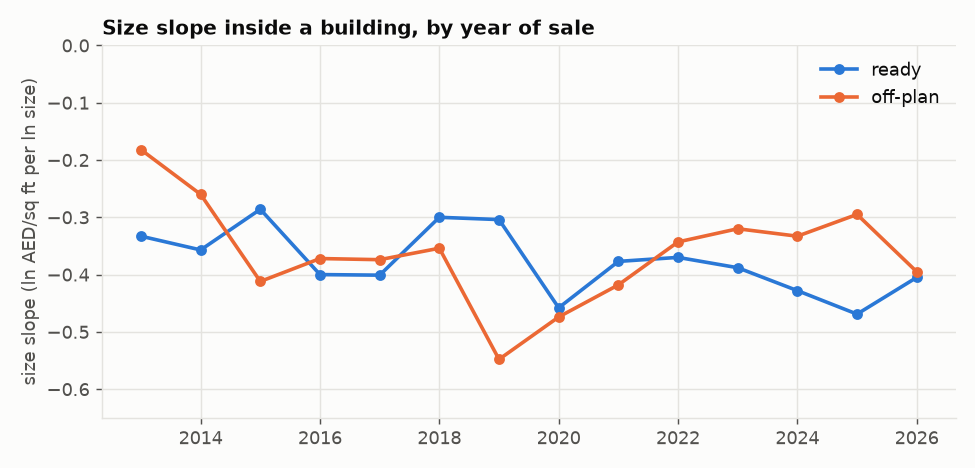 Size slope inside a building, by year of sale
size slope (ln AED/sq ft per ln size)
0.0
−0.1
−0.2
−0.3
−0.4
−0.5
−0.6
ready
off-plan
2014 2016 2018 2020 2022 2024 2026